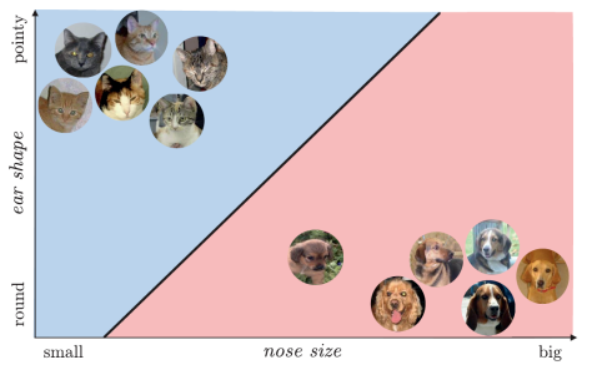 pointy
ear shape
round
small
nose size
big